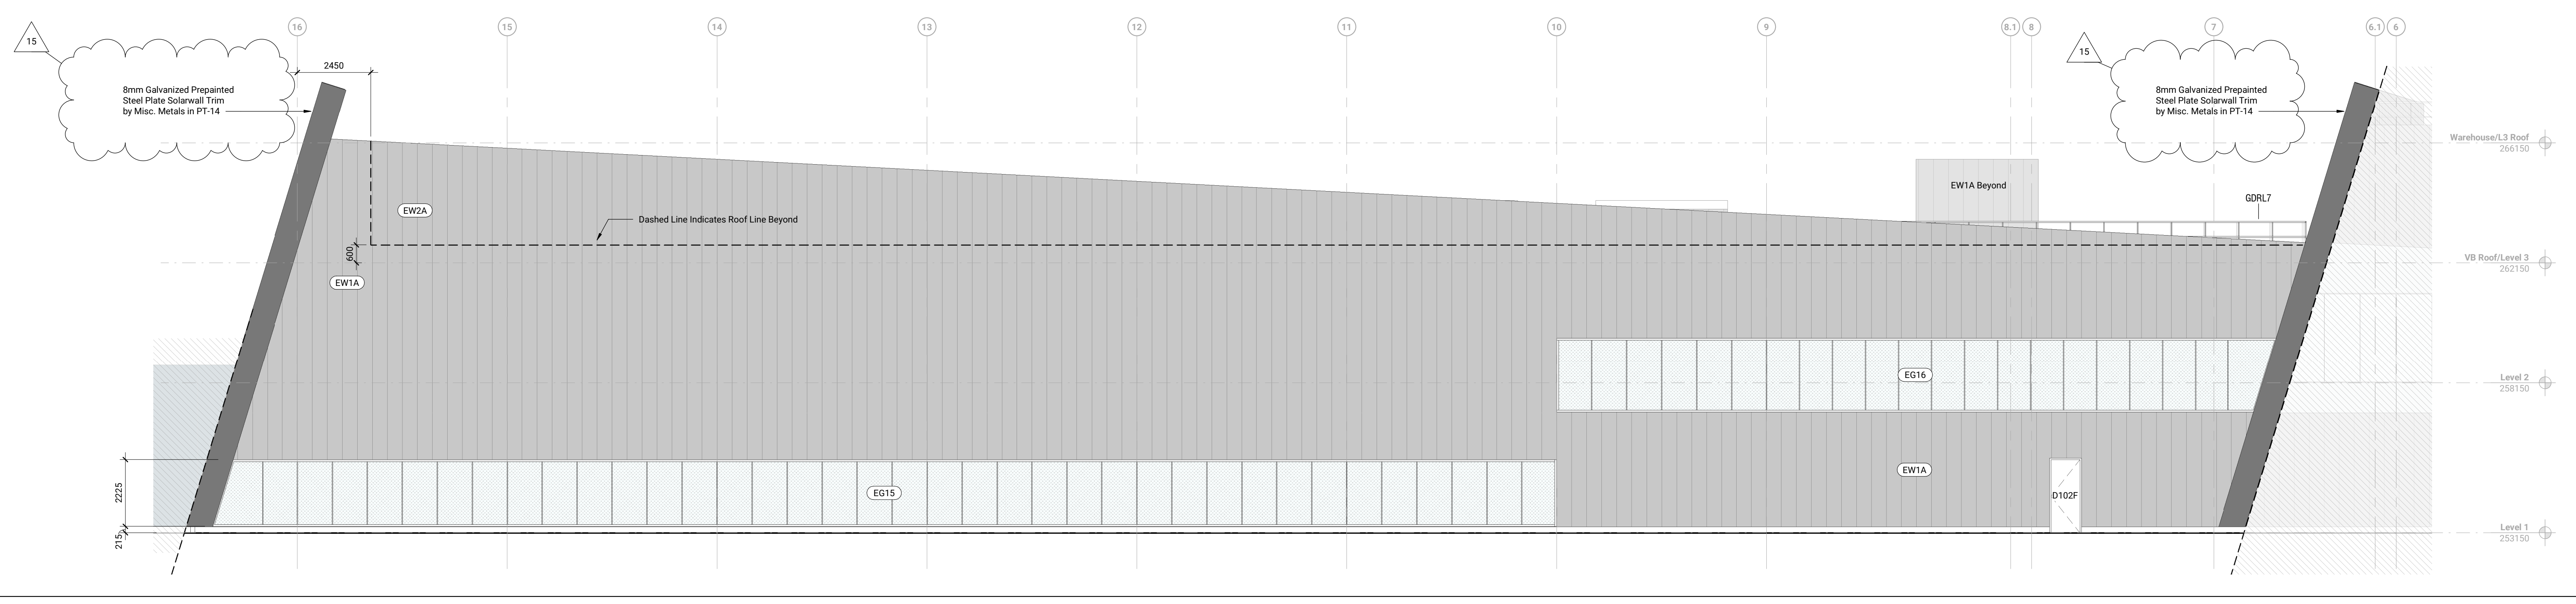 16
15
14
13
12
11
10
9
8.1
8
7
6.1
6
15
8mm Galvanized Prepainted
Steel Plate Solarwall Trim
by Misc. Metals in PT-14
2450
15
8mm Galvanized Prepainted
Steel Plate Solarwall Trim
by Misc. Metals in PT-14
Warehouse/L3 Roof
266150
EW1A Beyond
GDRL7
EW2A
Dashed Line Indicates Roof Line Beyond
600
VB Roof/Level 3
262150
EW1A
EG16
Level 2
258150
EW1A
2225
EG15
D102F
215
Level 1
253150